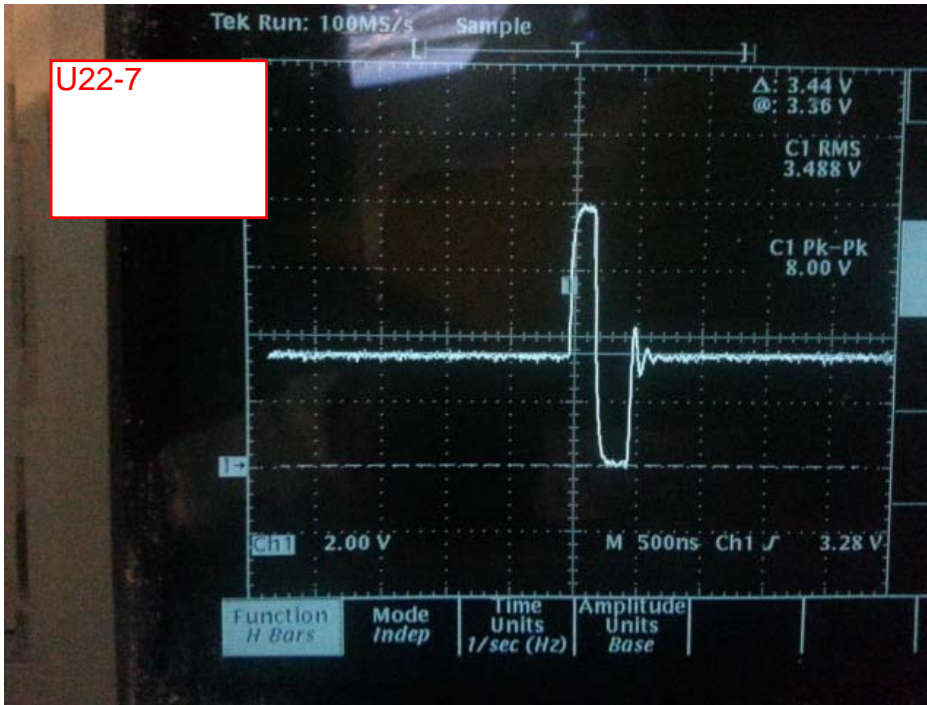 Tek Run: 100MS/s Sample
[ T ]
U22-7
Δ: 3.44 V
@: 3.36 V
C1 RMS
3.488 V
C1 Pk-Pk
8.00 V
1→
Ch1 2.00 V M 500ns Ch1 ƒ 3.28 V
Function
H Bars
Mode
Indep
Time
Units
1/sec (Hz)
Amplitude
Units
Base